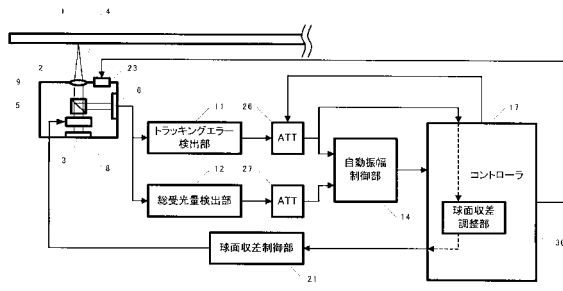 1
4
2
23
9
6
5
11
26
17
トラッキングエラー
検出部
ATT
3
8
12
27
自動振幅
制御部
コントローラ
総受光量検出部
ATT
14
球面収差
調整部
球面収差制御部
30
21